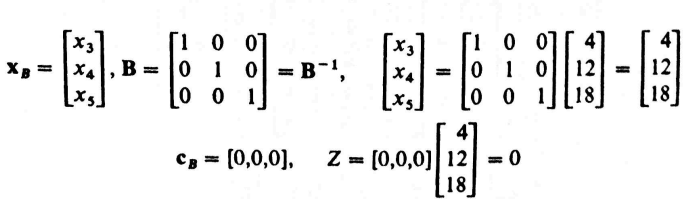 x_B = [x_3 x_4 x_5], B = [1 0 0; 0 1 0; 0 0 1] = B^{-1}, [x_3 x_4 x_5] = [1 0 0; 0 1 0; 0 0 1] [4 12 18] = [4 12 18]
c_B = [0,0,0], Z = [0,0,0] [4 12 18] = 0